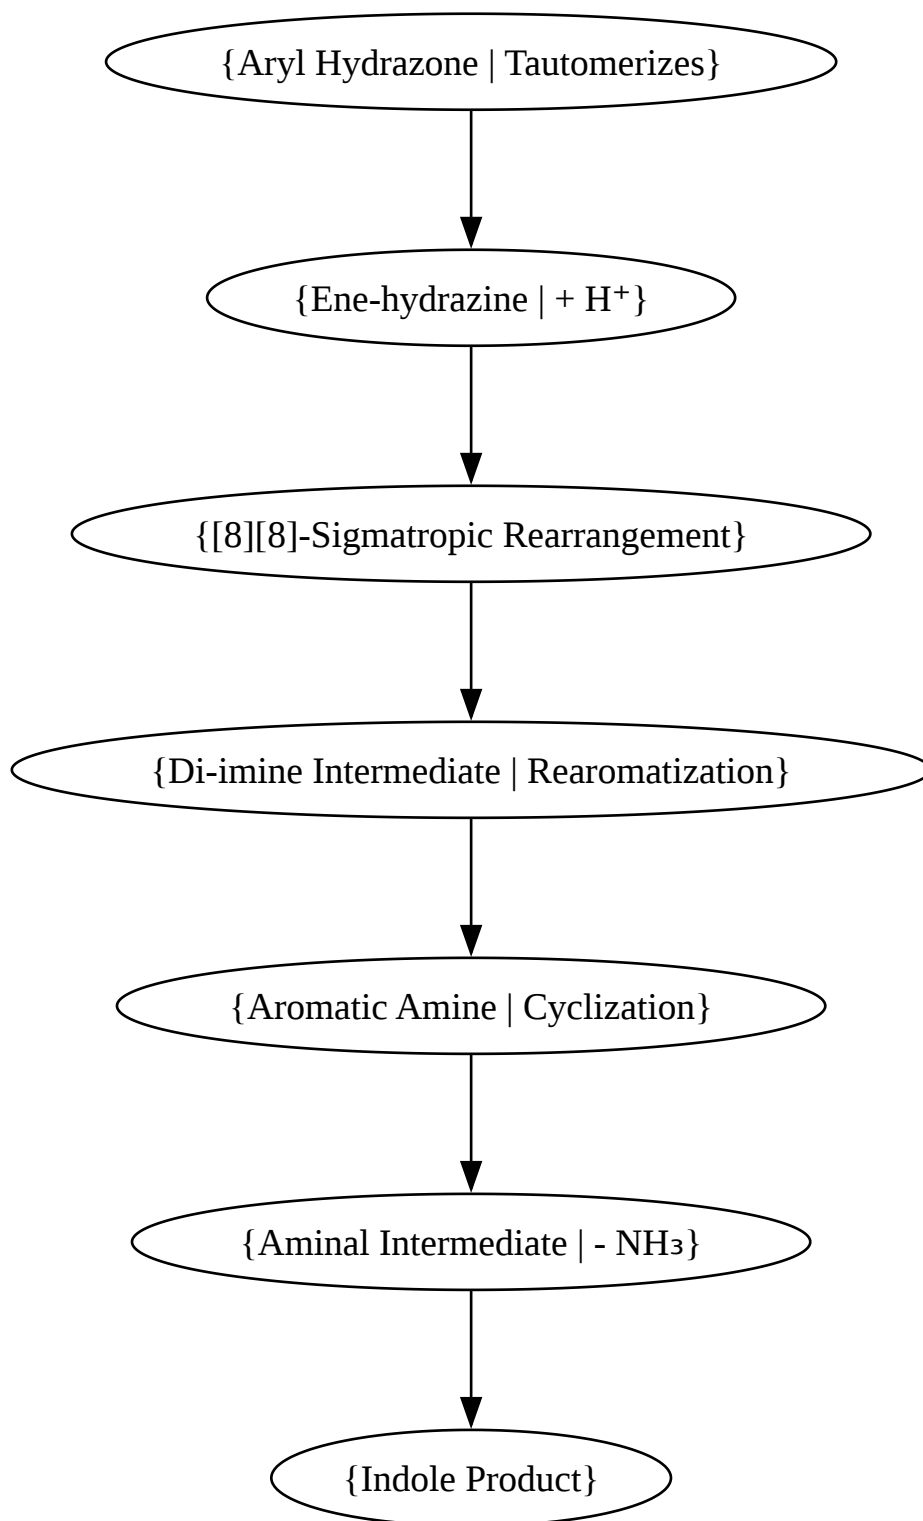 {Aryl Hydrazone | Tautomerizes}
{Ene-hydrazine | + H⁺}
{[8][8]-Sigmatropic Rearrangement}
{Di-imine Intermediate | Rearomatization}
{Aromatic Amine | Cyclization}
{Aminal Intermediate | - NH₃}
{Indole Product}